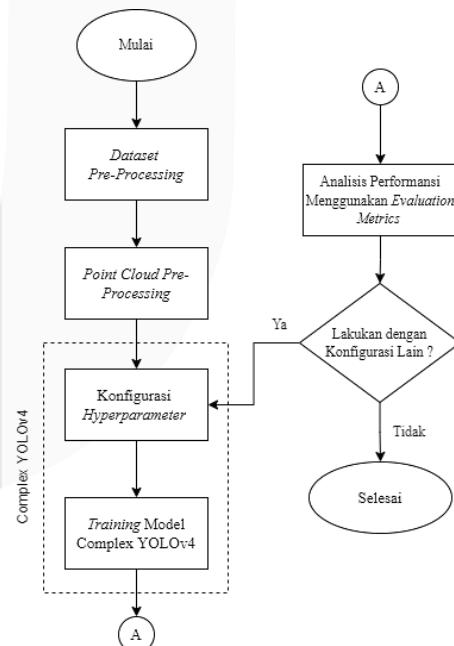 Mulai
Dataset
Pre-Processing
Point Cloud Pre-
Processing
Complex YOLOv4
Konfigurasi
Hyperparameter
Training Model
Complex YOLOv4
A
A
Analisis Performansi
Menggunakan Evaluation
Metrics
Lakukan dengan
Konfigurasi Lain ?
Ya
Tidak
Selesai